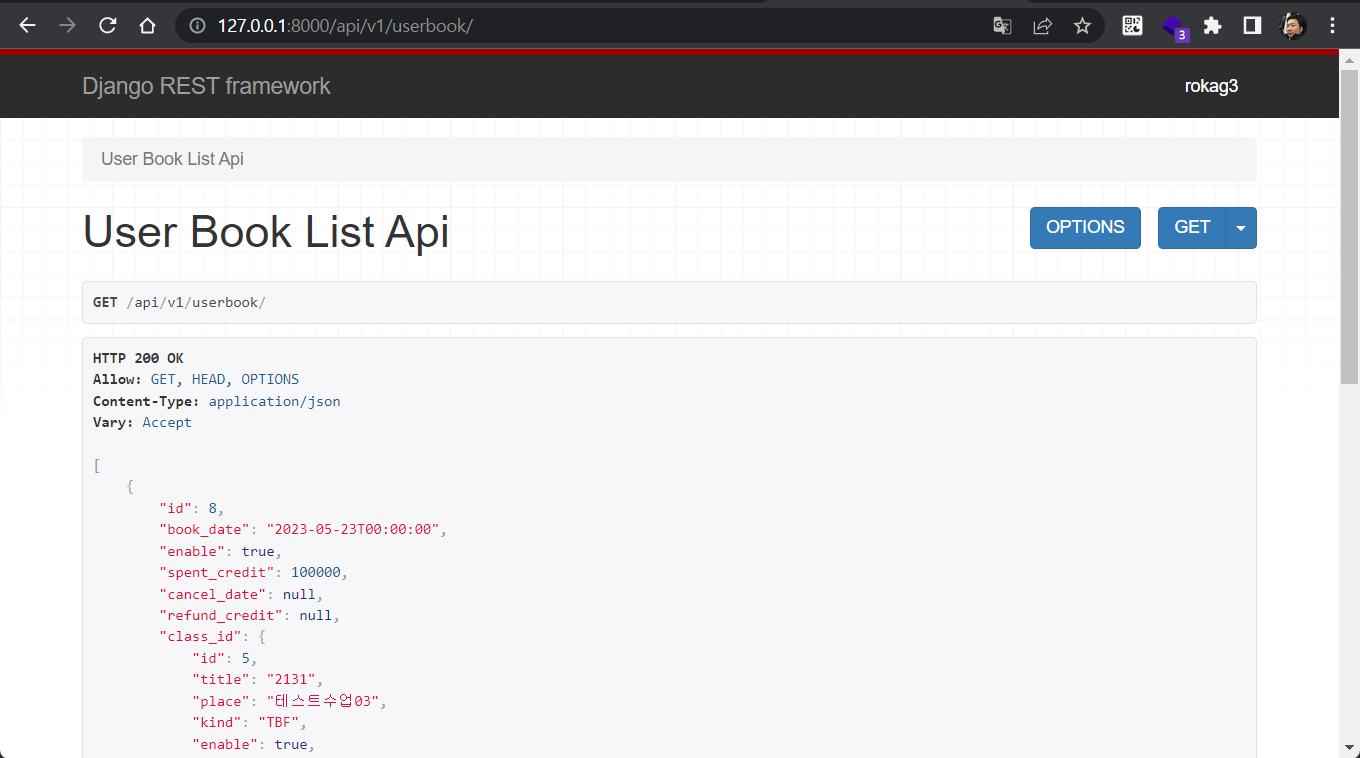 127.0.0.1:8000/api/v1/userbook/
3
Django REST framework
rokag3
User Book List Api
User Book List Api
OPTIONS
GET
GET /api/v1/userbook/
HTTP 200 OK
Allow: GET, HEAD, OPTIONS
Content-Type: application/json
Vary: Accept
[
{
"id": 8,
"book_date": "2023-05-23T00:00:00",
"enable": true,
"spent_credit": 100000,
"cancel_date": null,
"refund_credit": null,
"class_id": {
"id": 5,
"title": "2131",
"place": "테스트수업03",
"kind": "TBF",
"enable": true,